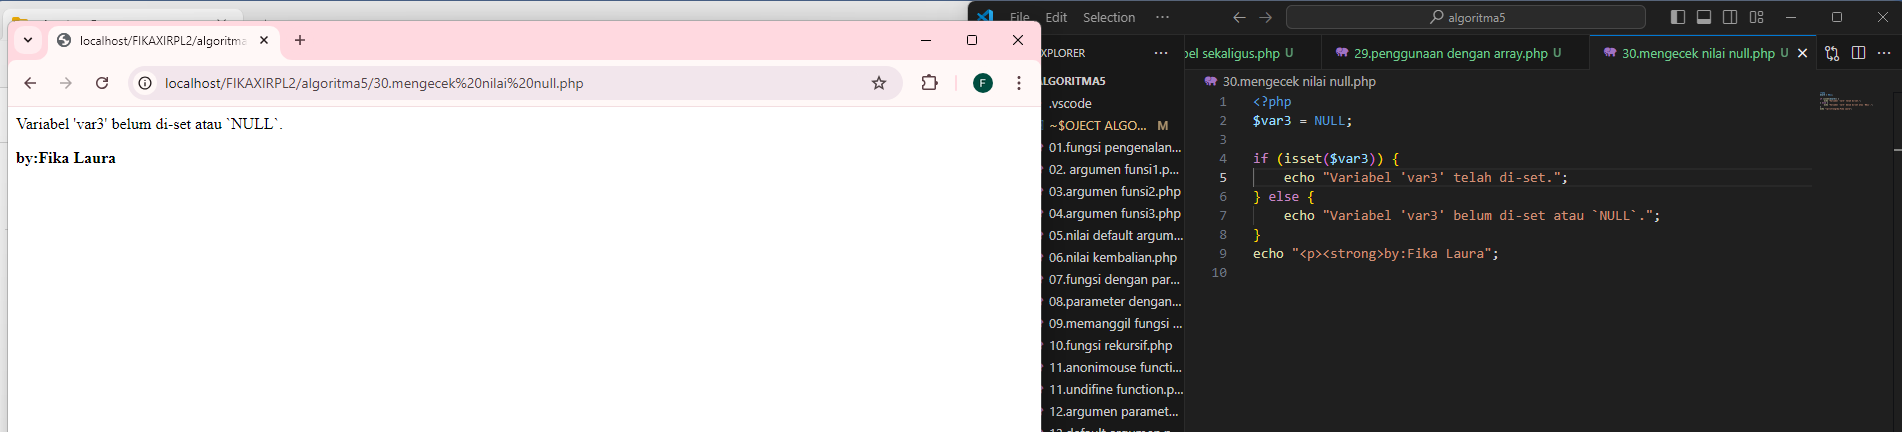 localhost/FIKAXIRPL2/algoritma
localhost/FIKAXIRPL2/algoritma5/30.mengecek%20nilai%20null.php
F
Variabel 'var3' belum di-set atau `NULL`.
by:Fika Laura
File Edit Selection ···
algoritma5
EXPLORER ···
ALGORITMA5
.vscode
~$OJECT ALGO... M
01.fungsi pengenalan...
02. argumen funsi1.p...
03.argumen funsi2.php
04.argumen funsi3.php
05.nilai default argum...
06.nilai kembalian.php
07.fungsi dengan par...
08.parameter dengan...
09.memanggil fungsi ...
10.fungsi rekursif.php
11.anonimouse functi...
11.undifine function.p...
12.argumen paramet...
bel sekaligus.php U
29.penggunaan dengan array.php U
30.mengecek nilai null.php U
30.mengecek nilai null.php
1 <?php
2 $var3 = NULL;
3
4 if (isset($var3)) {
5     echo "Variabel 'var3' telah di-set.";
6 } else {
7     echo "Variabel 'var3' belum di-set atau `NULL`.";
8 }
9 echo "<p><strong>by:Fika Laura";
10